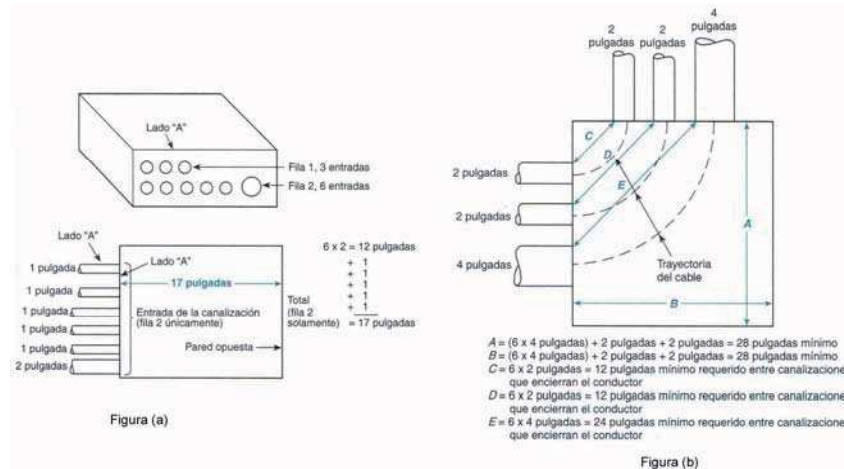 Lado "A"
Fila 1, 3 entradas
Fila 2, 6 entradas
Lado "A"
Lado "A"
1 pulgada
1 pulgada
1 pulgada
1 pulgada
1 pulgada
2 pulgadas
17 pulgadas
Entrada de la canalización
(fila 2 únicamente)
Pared opuesta
6 x 2 = 12 pulgadas
+ 1
+ 1
+ 1
+ 1
+ 1
Total
(fila 2
solamente)
= 17 pulgadas
Figura (a)
2
pulgadas
2
pulgadas
4
pulgadas
2 pulgadas
2 pulgadas
4 pulgadas
C
D
E
A
B
Trayectoria
del cable
A = (6 x 4 pulgadas) + 2 pulgadas + 2 pulgadas = 28 pulgadas mínimo
B = (6 x 4 pulgadas) + 2 pulgadas + 2 pulgadas = 28 pulgadas mínimo
C = 6 x 2 pulgadas = 12 pulgadas mínimo requerido entre canalizacione
que encierran el conductor
D = 6 x 2 pulgadas = 12 pulgadas mínimo requerido entre canalizacione
que encierran el conductor
E = 6 x 4 pulgadas = 24 pulgadas mínimo requerido entre canalizacione
que encierran el conductor
Figura (b)